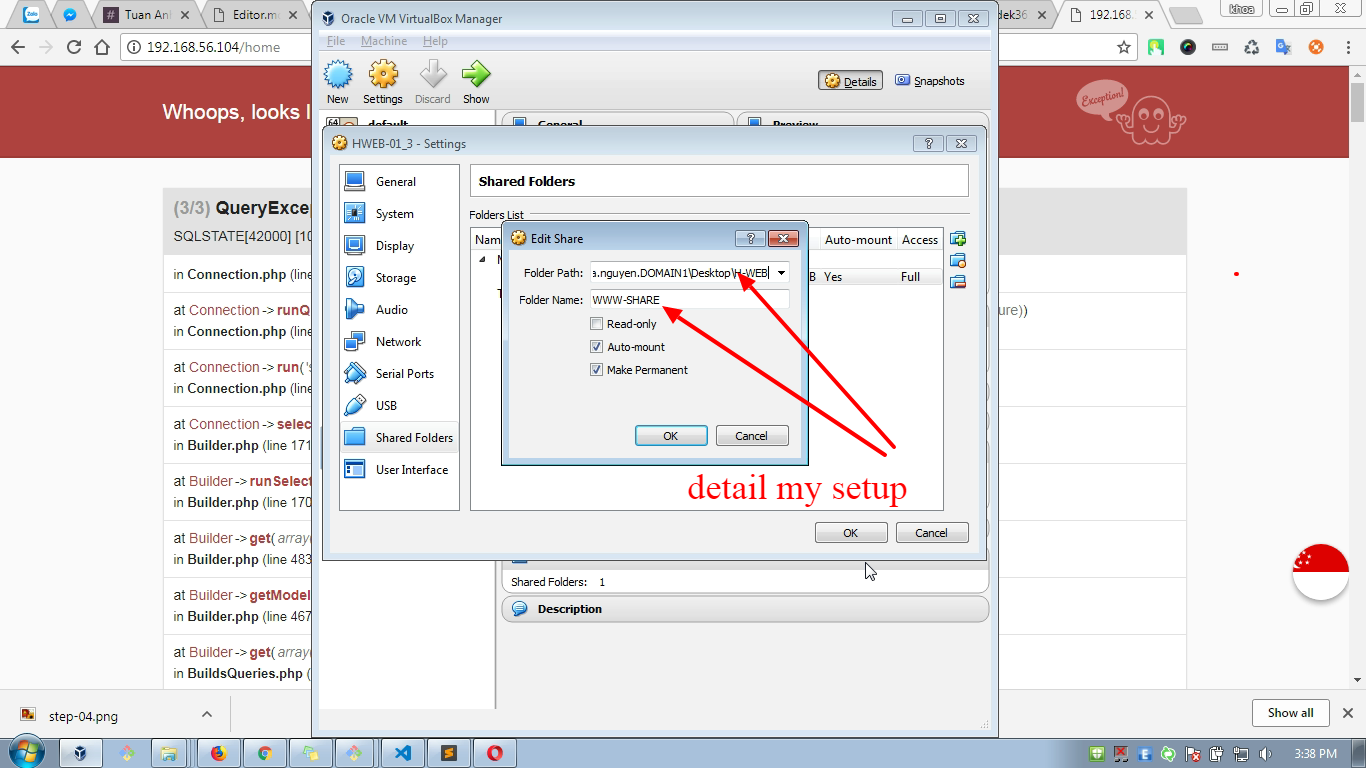 Zalo
Tuan Anl
Editor.m
Oracle VM VirtualBox Manager
dek36
192.168.
khoa
192.168.56.104/home
File Machine Help
New Settings Discard Show
Details
Snapshots
Whoops, looks l
Exception!
64
default
General
Preview
HWEB-01_3 - Settings
General
System
Display
Storage
Audio
Network
Serial Ports
USB
Shared Folders
User Interface
Shared Folders
Folders List
Nam
Auto-mount Access
B Yes Full
Edit Share
Folder Path: a.nguyen.DOMAIN1\Desktop\H-WEB
Folder Name: WWW-SHARE
Read-only
Auto-mount
Make Permanent
OK Cancel
detail my setup
OK Cancel
(3/3) QueryExce
SQLSTATE[42000] [10
in Connection.php (line
at Connection->runQ
ure))
in Connection.php (line
at Connection->run('s
in Connection.php (line
at Connection->selec
in Builder.php (line 171
at Builder->runSelect
in Builder.php (line 170
at Builder->get(array(
in Builder.php (line 483
at Builder->getModel
in Builder.php (line 467
at Builder->get(array(
in BuildsQueries.php (
Shared Folders: 1
Description
step-04.png
Show all
3:38 PM